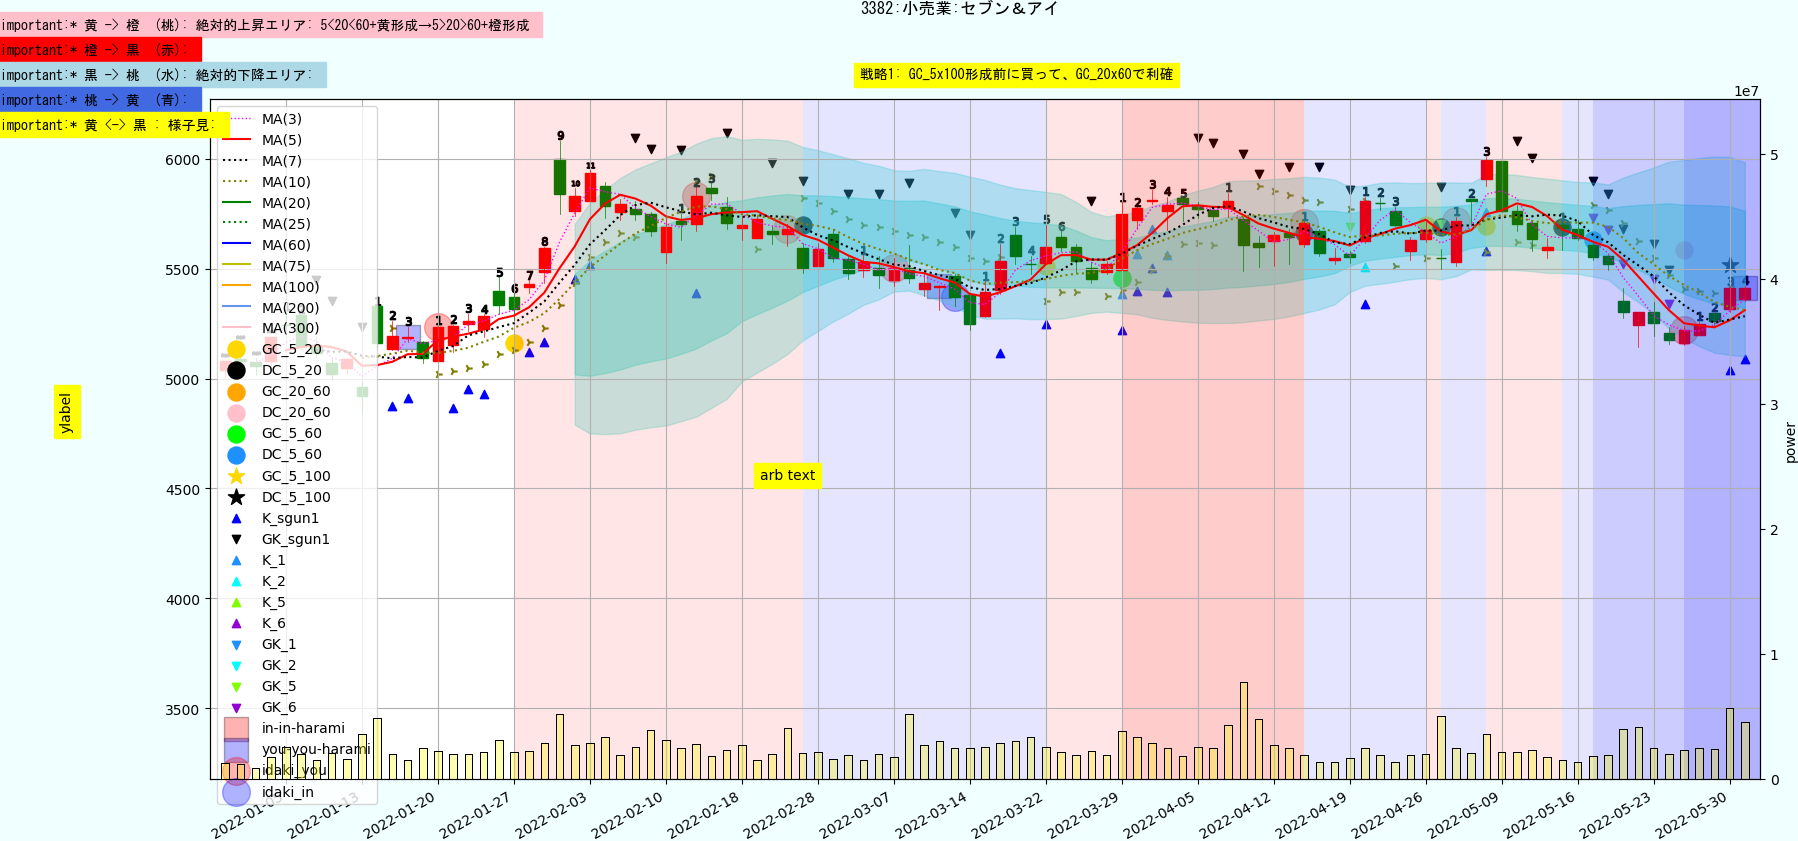 3382:小売業:セブン＆アイ
important:* 黄 -> 橙 (桃): 絶対的上昇エリア: 5<20<60+黄形成→5>20>60+橙形成
important:* 橙 -> 黒 (赤):
important:* 黒 -> 桃 (水): 絶対的下降エリア:
戦略1: GC_5x100形成前に買って、GC_20x60で利確
important:* 桃 -> 黄 (青):
1e7
important:* 黄 <-> 黒 : 様子見:
MA(3)
MA(5)
MA(7)
MA(10)
MA(20)
MA(25)
MA(60)
MA(75)
MA(100)
MA(200)
MA(300)
GC_5_20
DC_5_20
GC_20_60
DC_20_60
GC_5_60
DC_5_60
GC_5_100
DC_5_100
K_sgun1
GK_sgun1
K_1
K_2
K_5
K_6
GK_1
GK_2
GK_5
GK_6
in-in-harami
you-you-harami
idaki_you
idaki_in
6000
5500
5000
4500
4000
3500
ylabel
arb text
5
4
3
2
1
0
power
2022-01-13
2022-01-20
2022-01-27
2022-02-03
2022-02-10
2022-02-18
2022-02-28
2022-03-07
2022-03-14
2022-03-22
2022-03-29
2022-04-05
2022-04-12
2022-04-19
2022-04-26
2022-05-09
2022-05-16
2022-05-23
2022-05-30